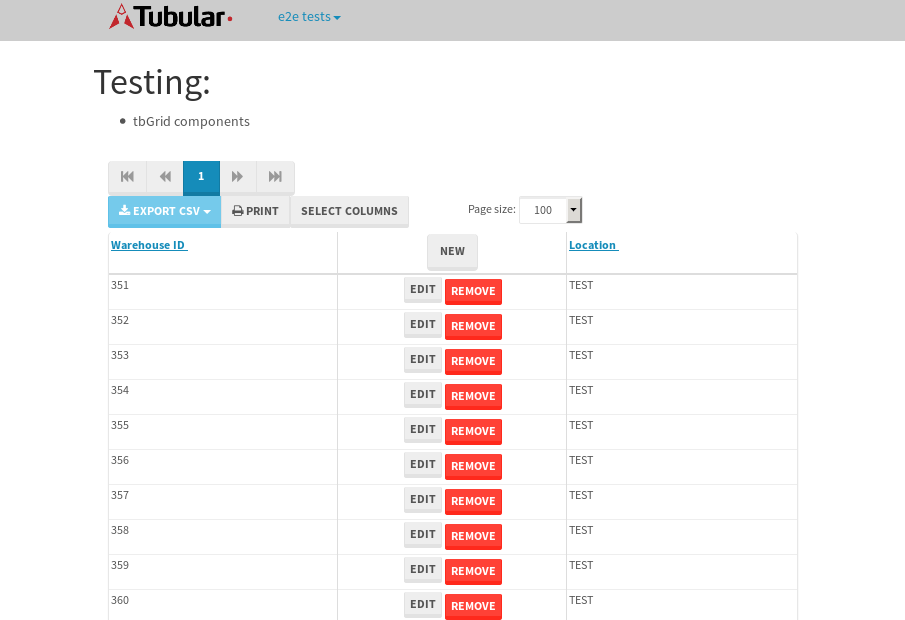 Tubular. e2e tests
Testing:
• tbGrid components
1
EXPORT CSV PRINT SELECT COLUMNS Page size: 100
Warehouse ID NEW Location
351 EDIT REMOVE TEST
352 EDIT REMOVE TEST
353 EDIT REMOVE TEST
354 EDIT REMOVE TEST
355 EDIT REMOVE TEST
356 EDIT REMOVE TEST
357 EDIT REMOVE TEST
358 EDIT REMOVE TEST
359 EDIT REMOVE TEST
360 EDIT REMOVE TEST